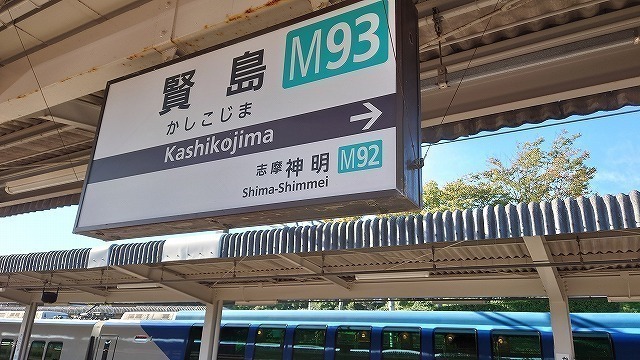 賢島 M93
かしこじま
Kashikojima
志摩神明 M92
Shima-Shimmei